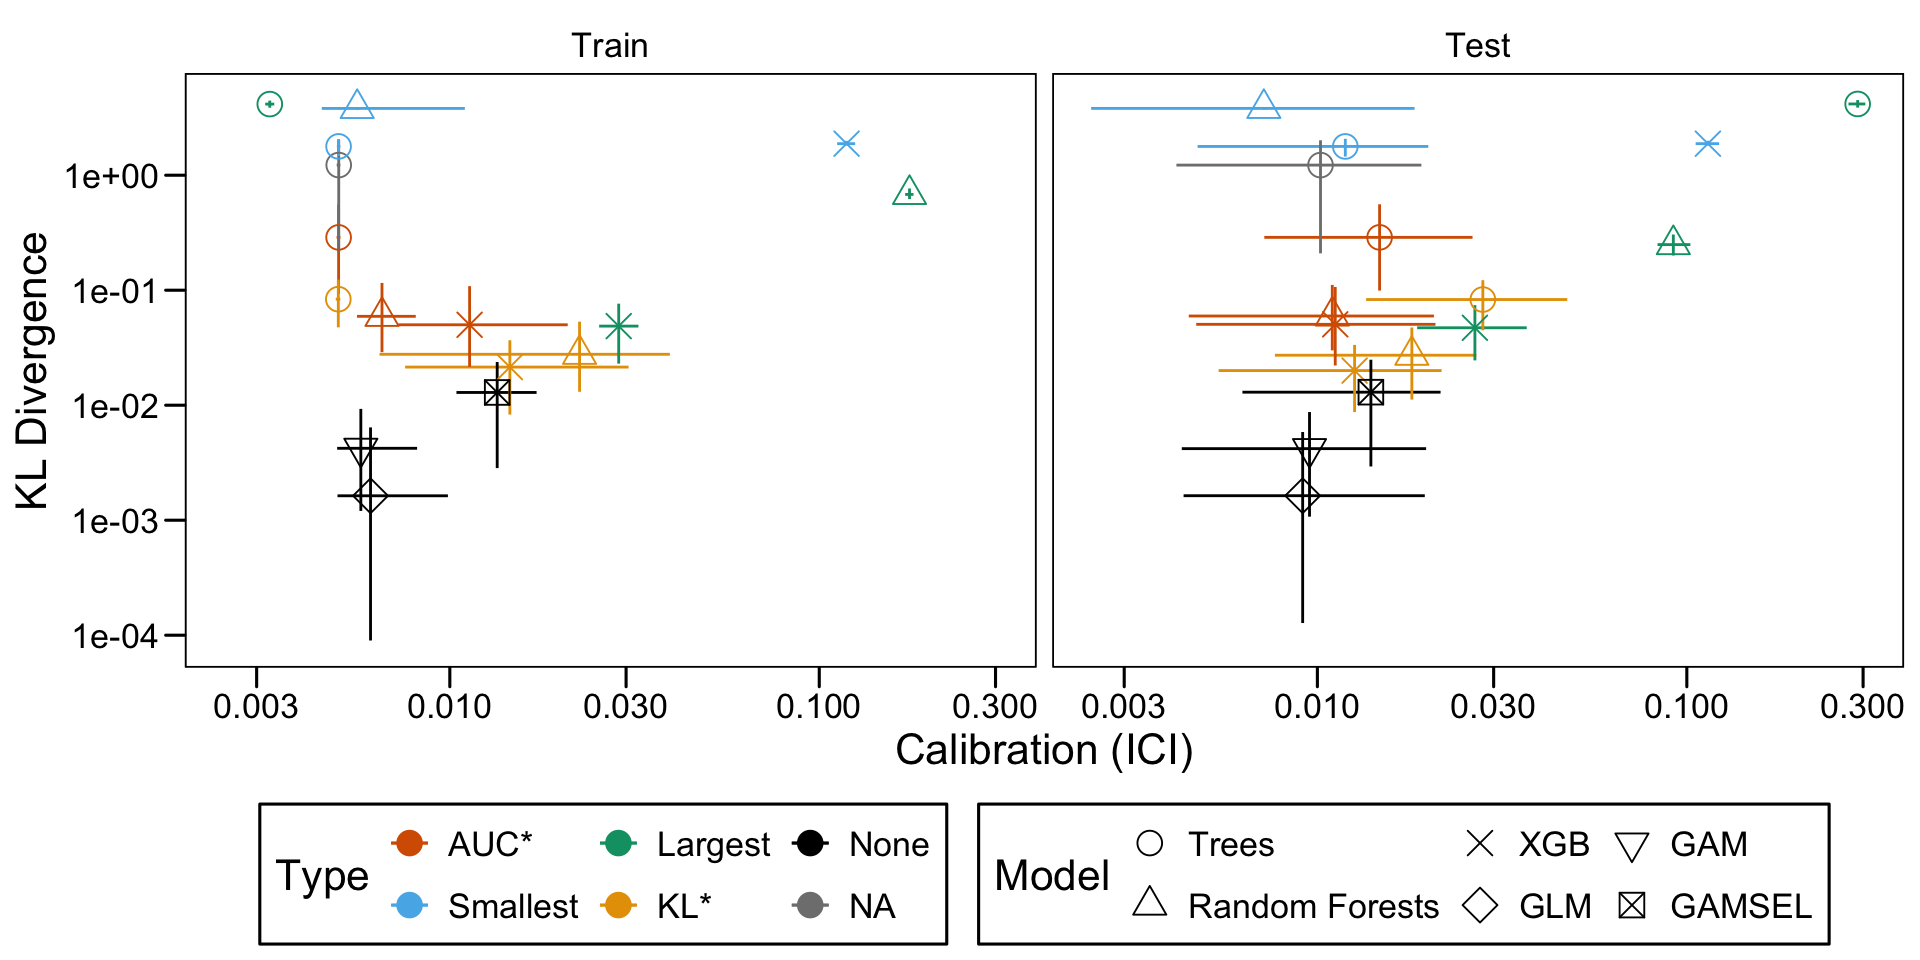 Train
Test
KL Divergence
1e+00
1e-01
1e-02
1e-03
1e-04
0.003 0.010 0.030 0.100 0.300
0.003 0.010 0.030 0.100 0.300
Calibration (ICI)
Type
AUC* Largest None
Smallest KL* NA
Model
Trees XGB GAM
Random Forests GLM GAMSEL